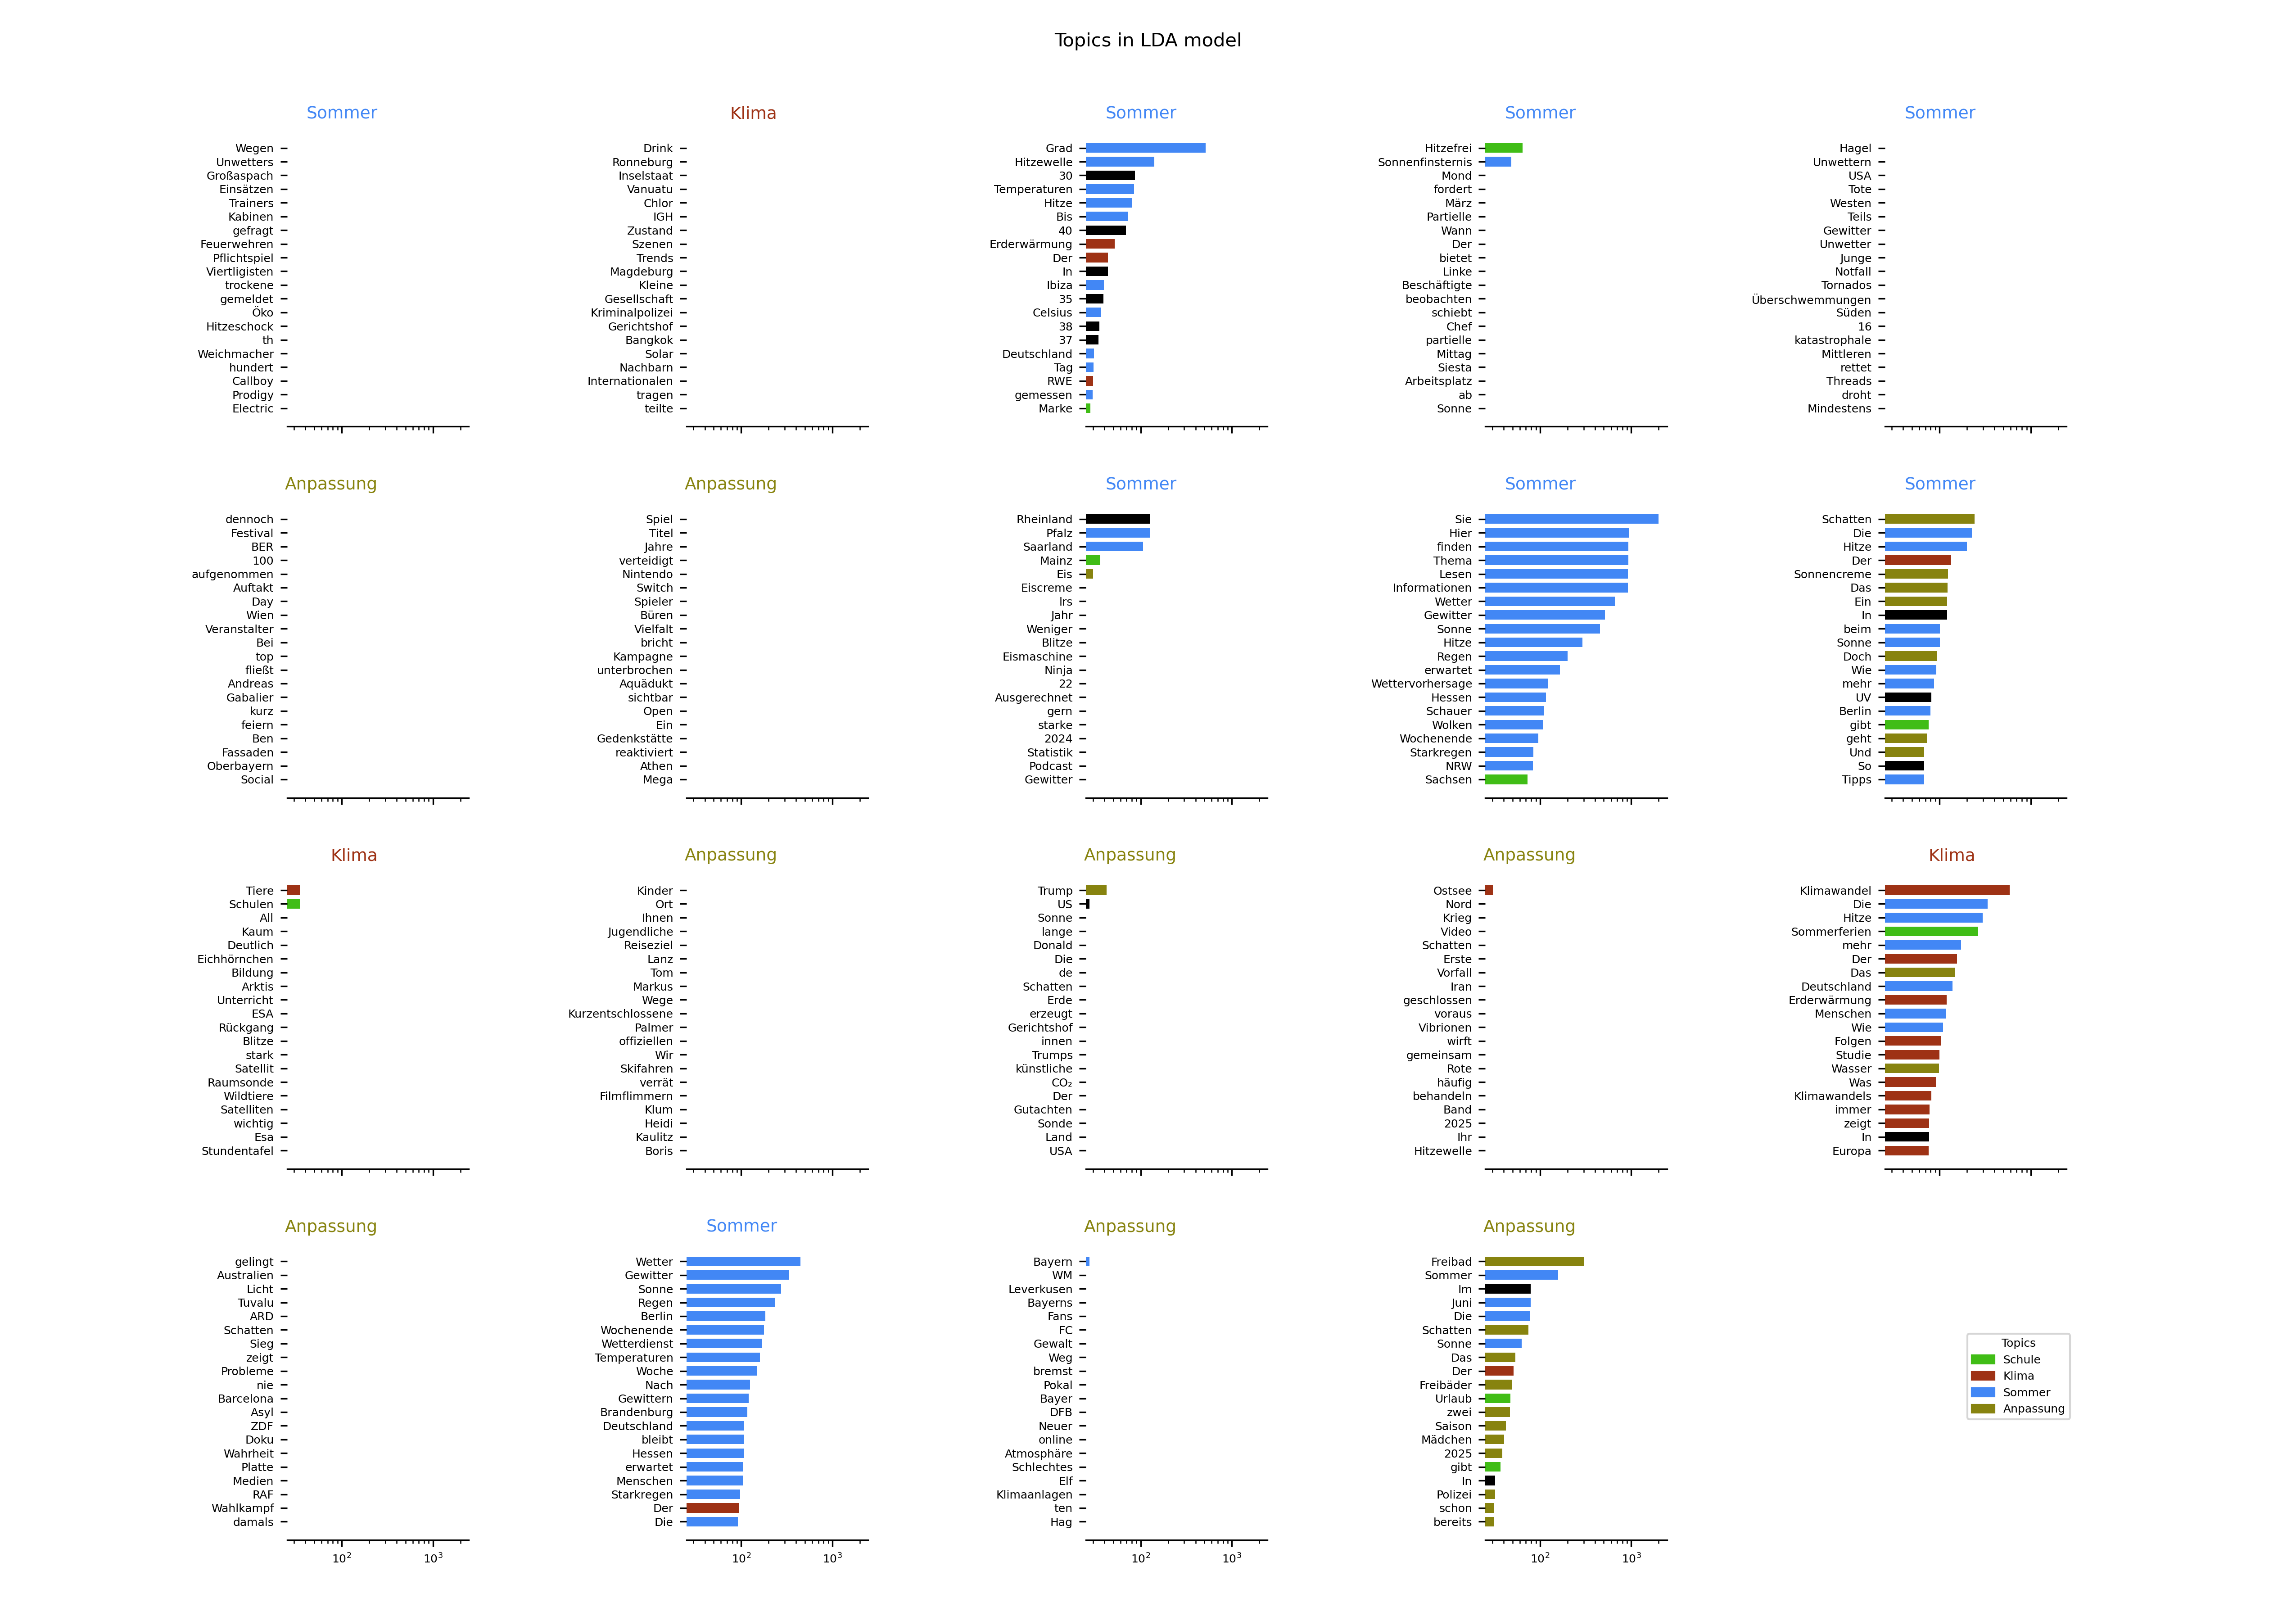 Topics in LDA model
Sommer
Wegen
Unwetters
Großaspach
Einsätzen
Trainers
Kabinen
gefragt
Feuerwehren
Pflichtspiel
Viertligisten
trockene
gemeldet
Öko
Hitzeschock
th
Weichmacher
hundert
Callboy
Prodigy
Electric
Klima
Drink
Ronneburg
Inselstaat
Vanuatu
Chlor
IGH
Zustand
Szenen
Trends
Magdeburg
Kleine
Gesellschaft
Kriminalpolizei
Gerichtshof
Bangkok
Solar
Nachbarn
Internationalen
tragen
teilte
Sommer
Grad
Hitzewelle
30
Temperaturen
Hitze
Bis
40
Erderwärmung
Der
In
Ibiza
35
Celsius
38
37
Deutschland
Tag
RWE
gemessen
Marke
Sommer
Hitzefrei
Sonnenfinsternis
Mond
fordert
März
Partielle
Wann
Der
bietet
Linke
Beschäftigte
beobachten
schiebt
Chef
partielle
Mittag
Siesta
Arbeitsplatz
ab
Sonne
Sommer
Hagel
Unwettern
USA
Tote
Westen
Teils
Gewitter
Unwetter
Junge
Notfall
Tornados
Überschwemmungen
Süden
16
katastrophale
Mittleren
rettet
Threads
droht
Mindestens
Anpassung
dennoch
Festival
BER
100
aufgenommen
Auftakt
Day
Wien
Veranstalter
Bei
top
fließt
Andreas
Gabalier
kurz
feiern
Ben
Fassaden
Oberbayern
Social
Anpassung
Spiel
Titel
Jahre
verteidigt
Nintendo
Switch
Spieler
Büren
Vielfalt
bricht
Kampagne
unterbrochen
Aquädukt
sichtbar
Open
Ein
Gedenkstätte
reaktiviert
Athen
Mega
Sommer
Rheinland
Pfalz
Saarland
Mainz
Eis
Eiscreme
Irs
Jahr
Weniger
Blitze
Eismaschine
Ninja
22
Ausgerechnet
gern
starke
2024
Statistik
Podcast
Gewitter
Sommer
Sie
Hier
finden
Thema
Lesen
Informationen
Wetter
Gewitter
Sonne
Hitze
Regen
erwartet
Wettervorhersage
Hessen
Schauer
Wolken
Wochenende
Starkregen
NRW
Sachsen
Sommer
Schatten
Die
Hitze
Der
Sonnencreme
Das
Ein
In
beim
Sonne
Doch
Wie
mehr
UV
Berlin
gibt
geht
Und
So
Tipps
Klima
Tiere
Schulen
All
Kaum
Deutlich
Eichhörnchen
Bildung
Arktis
Unterricht
ESA
Rückgang
Blitze
stark
Satellit
Raumsonde
Wildtiere
Satelliten
wichtig
Esa
Stundentafel
Anpassung
Kinder
Ort
Ihnen
Jugendliche
Reiseziel
Lanz
Tom
Markus
Wege
Kurzentschlossene
Palmer
offiziellen
Wir
Skifahren
verrät
Filmflimmern
Klum
Heidi
Kaulitz
Boris
Anpassung
Trump
US
Sonne
lange
Donald
Die
de
Schatten
Erde
erzeugt
Gerichtshof
innen
Trumps
künstliche
CO₂
Der
Gutachten
Sonde
Land
USA
Anpassung
Ostsee
Nord
Krieg
Video
Schatten
Erste
Vorfall
Iran
geschlossen
voraus
Vibrionen
wirft
gemeinsam
Rote
häufig
behandeln
Band
2025
Ihr
Hitzewelle
Klima
Klimawandel
Die
Hitze
Sommerferien
mehr
Der
Das
Deutschland
Erderwärmung
Menschen
Wie
Folgen
Studie
Wasser
Was
Klimawandels
immer
zeigt
In
Europa
Anpassung
gelingt
Australien
Licht
Tuvalu
ARD
Schatten
Sieg
zeigt
Probleme
nie
Barcelona
Asyl
ZDF
Doku
Wahrheit
Platte
Medien
RAF
Wahlkampf
damals
10² 10³
Sommer
Wetter
Gewitter
Sonne
Regen
Berlin
Wochenende
Wetterdienst
Temperaturen
Woche
Nach
Gewittern
Brandenburg
Deutschland
bleibt
Hessen
erwartet
Menschen
Starkregen
Der
Die
10² 10³
Anpassung
Bayern
WM
Leverkusen
Bayerns
Fans
FC
Gewalt
Weg
bremst
Pokal
Bayer
DFB
Neuer
online
Atmosphäre
Schlechtes
Elf
Klimaanlagen
ten
Hag
10² 10³
Anpassung
Freibad
Sommer
Im
Juni
Die
Schatten
Sonne
Das
Der
Freibäder
Urlaub
zwei
Saison
Mädchen
2025
gibt
In
Polizei
schon
bereits
10² 10³
Topics
Schule
Klima
Sommer
Anpassung